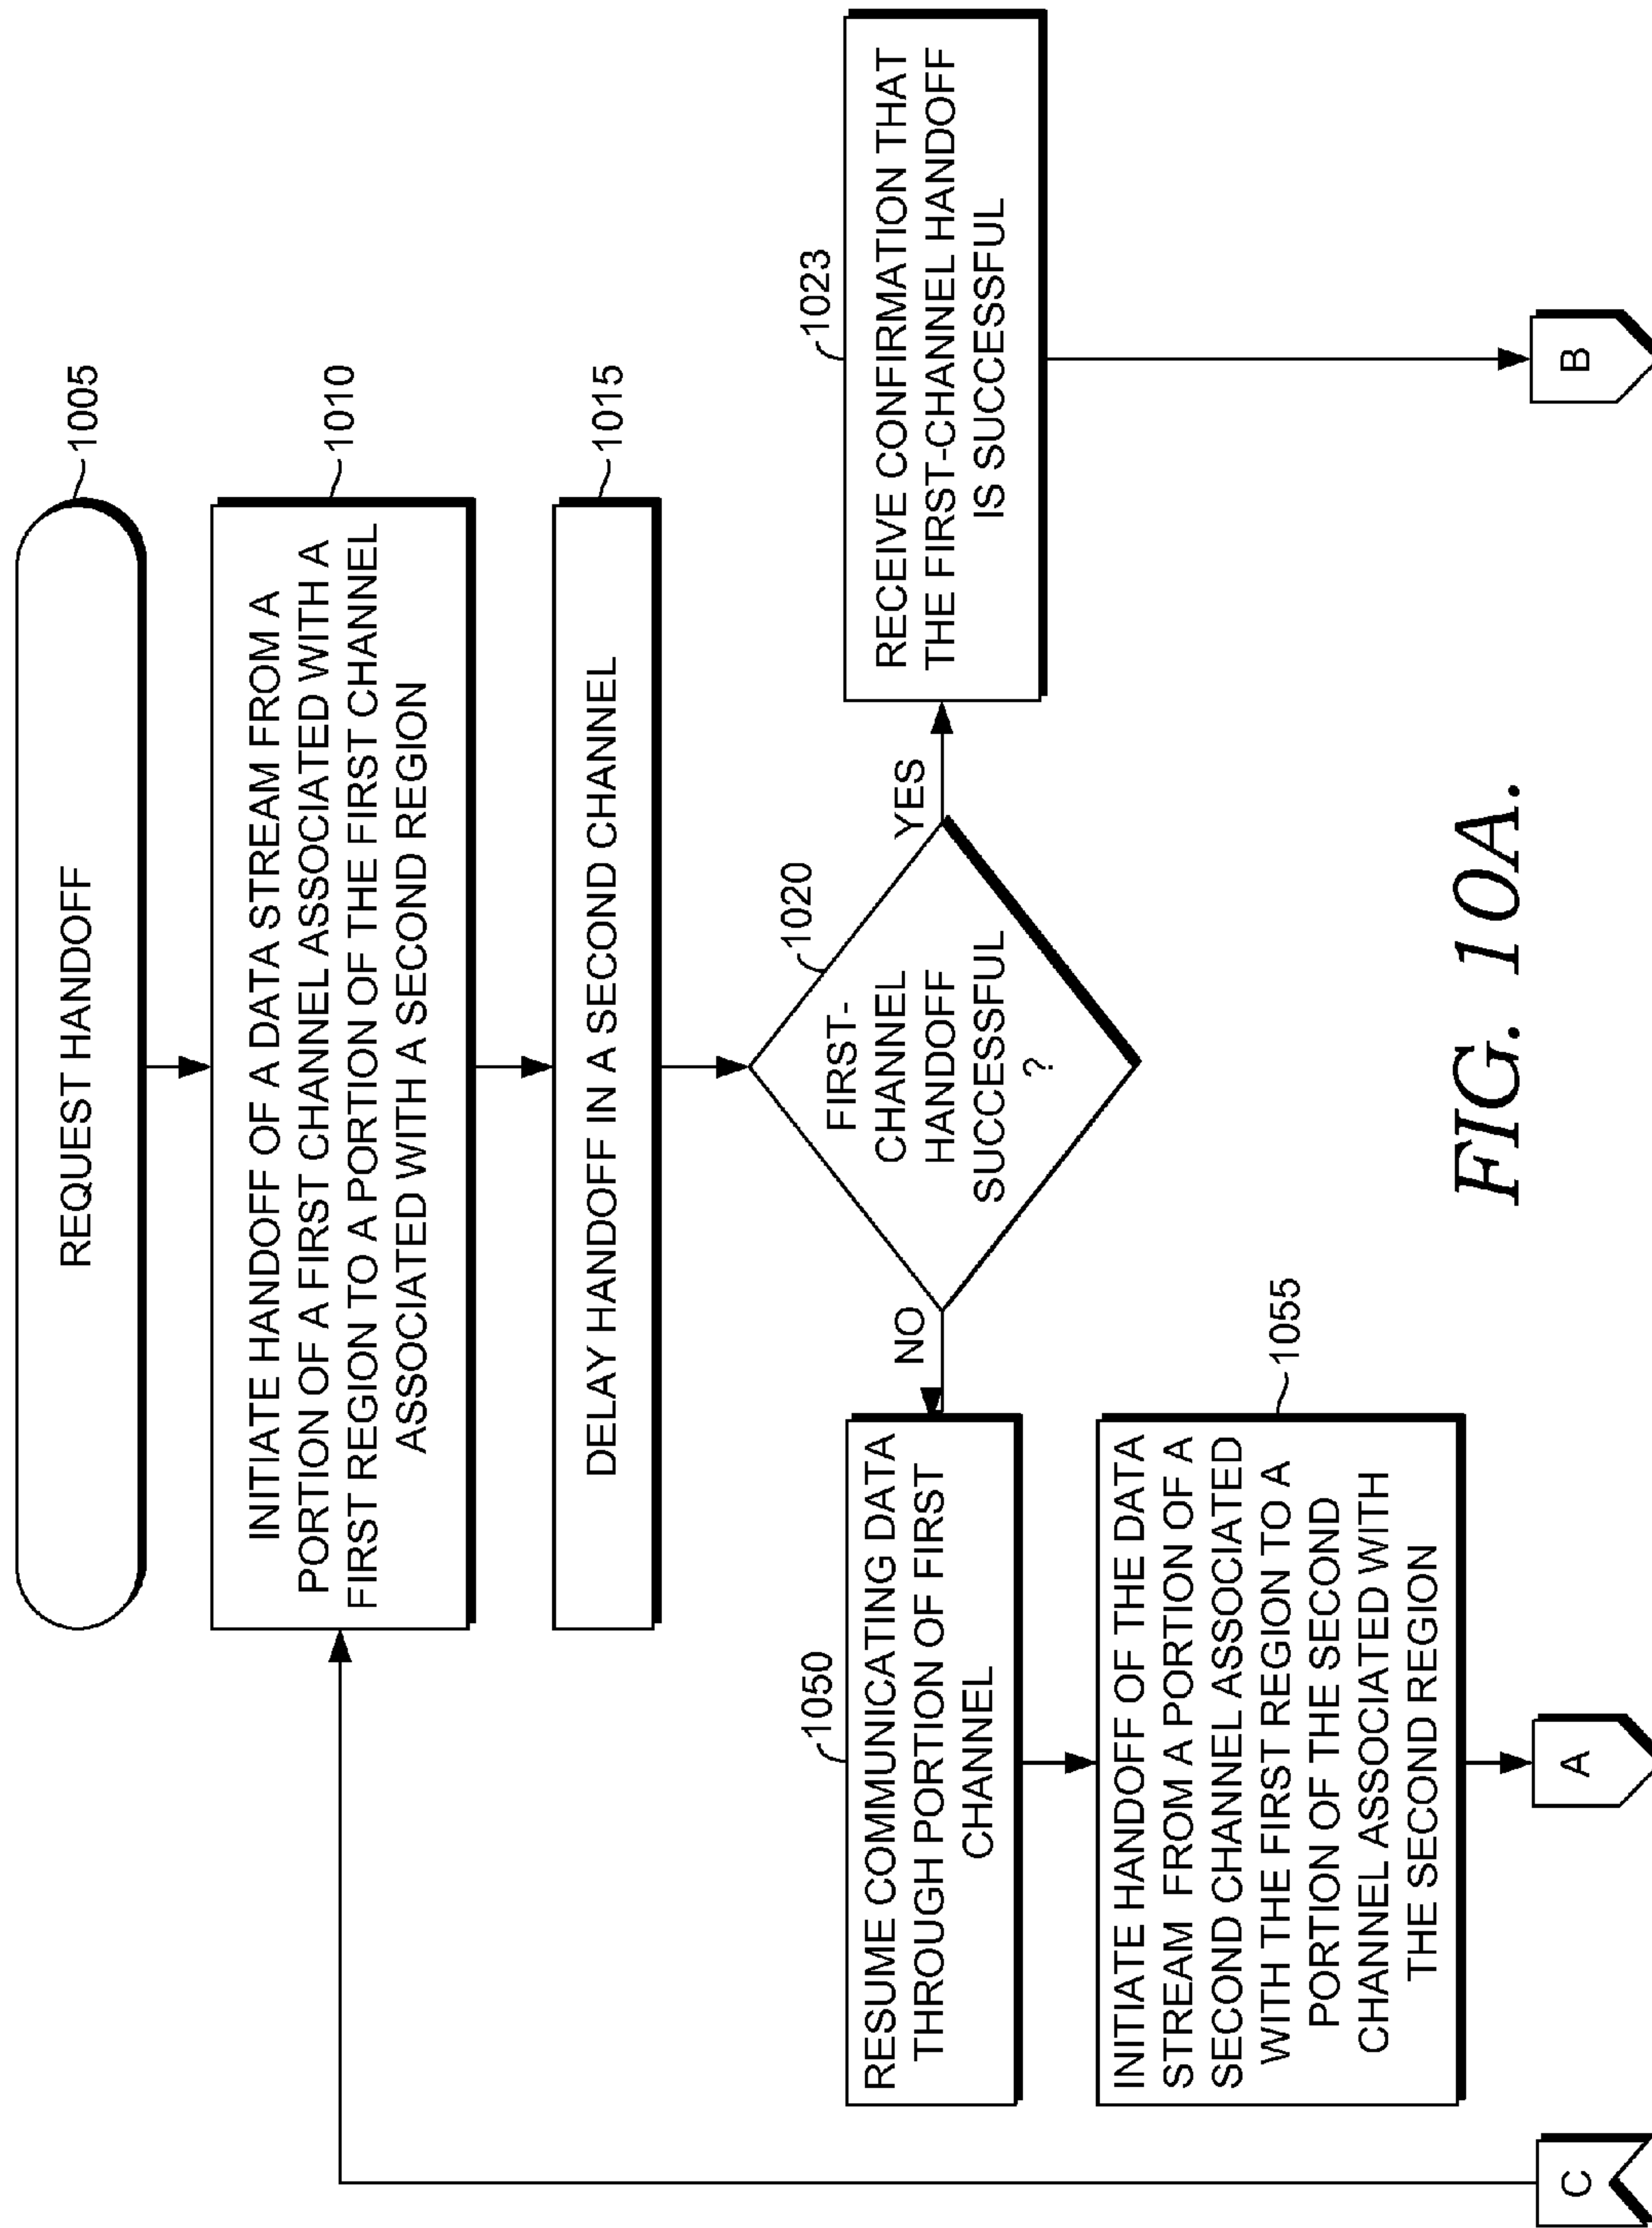 REQUEST HANDOFF
1005
INITIATE HANDOFF OF A DATA STREAM FROM A
PORTION OF A FIRST CHANNEL ASSOCIATED WITH A
FIRST REGION TO A PORTION OF THE FIRST CHANNEL
ASSOCIATED WITH A SECOND REGION
1010
DELAY HANDOFF IN A SECOND CHANNEL
1015
FIRST-
CHANNEL
HANDOFF
SUCCESSFUL
?
1020
NO
YES
1050
RESUME COMMUNICATING DATA
THROUGH PORTION OF FIRST
CHANNEL
1023
RECEIVE CONFIRMATION THAT
THE FIRST-CHANNEL HANDOFF
IS SUCCESSFUL
INITIATE HANDOFF OF THE DATA
STREAM FROM A PORTION OF A
SECOND CHANNEL ASSOCIATED
WITH THE FIRST REGION TO A
PORTION OF THE SECOND
CHANNEL ASSOCIATED WITH
THE SECOND REGION
1055
C
A
B
FIG. 10A.